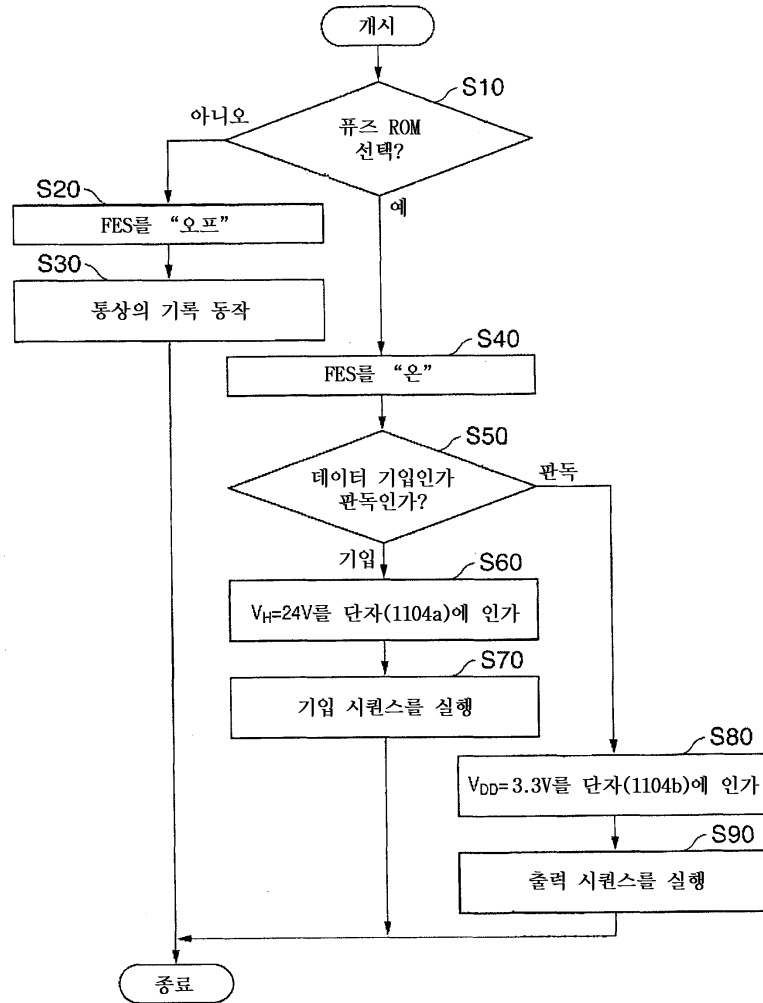 개시
S10
퓨즈 ROM
선택?
아니오
예
S20
FES를 “오프”
S30
통상의 기록 동작
S40
FES를 “온”
S50
데이터 기입인가
판독인가?
판독
기입
S60
VH=24V를 단자(1104a)에 인가
S70
기입 시퀀스를 실행
S80
VDD=3.3V를 단자(1104b)에 인가
S90
출력 시퀀스를 실행
종료